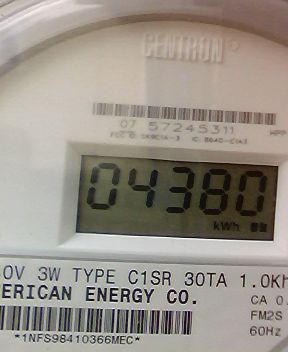 CENTRON
07 57245311
04380
kWh
0V 3W TYPE C1SR 30TA 1.0Kh
ERICAN ENERGY CO. CA 0.
FM2S
60Hz
*1NFS98410366MEC*